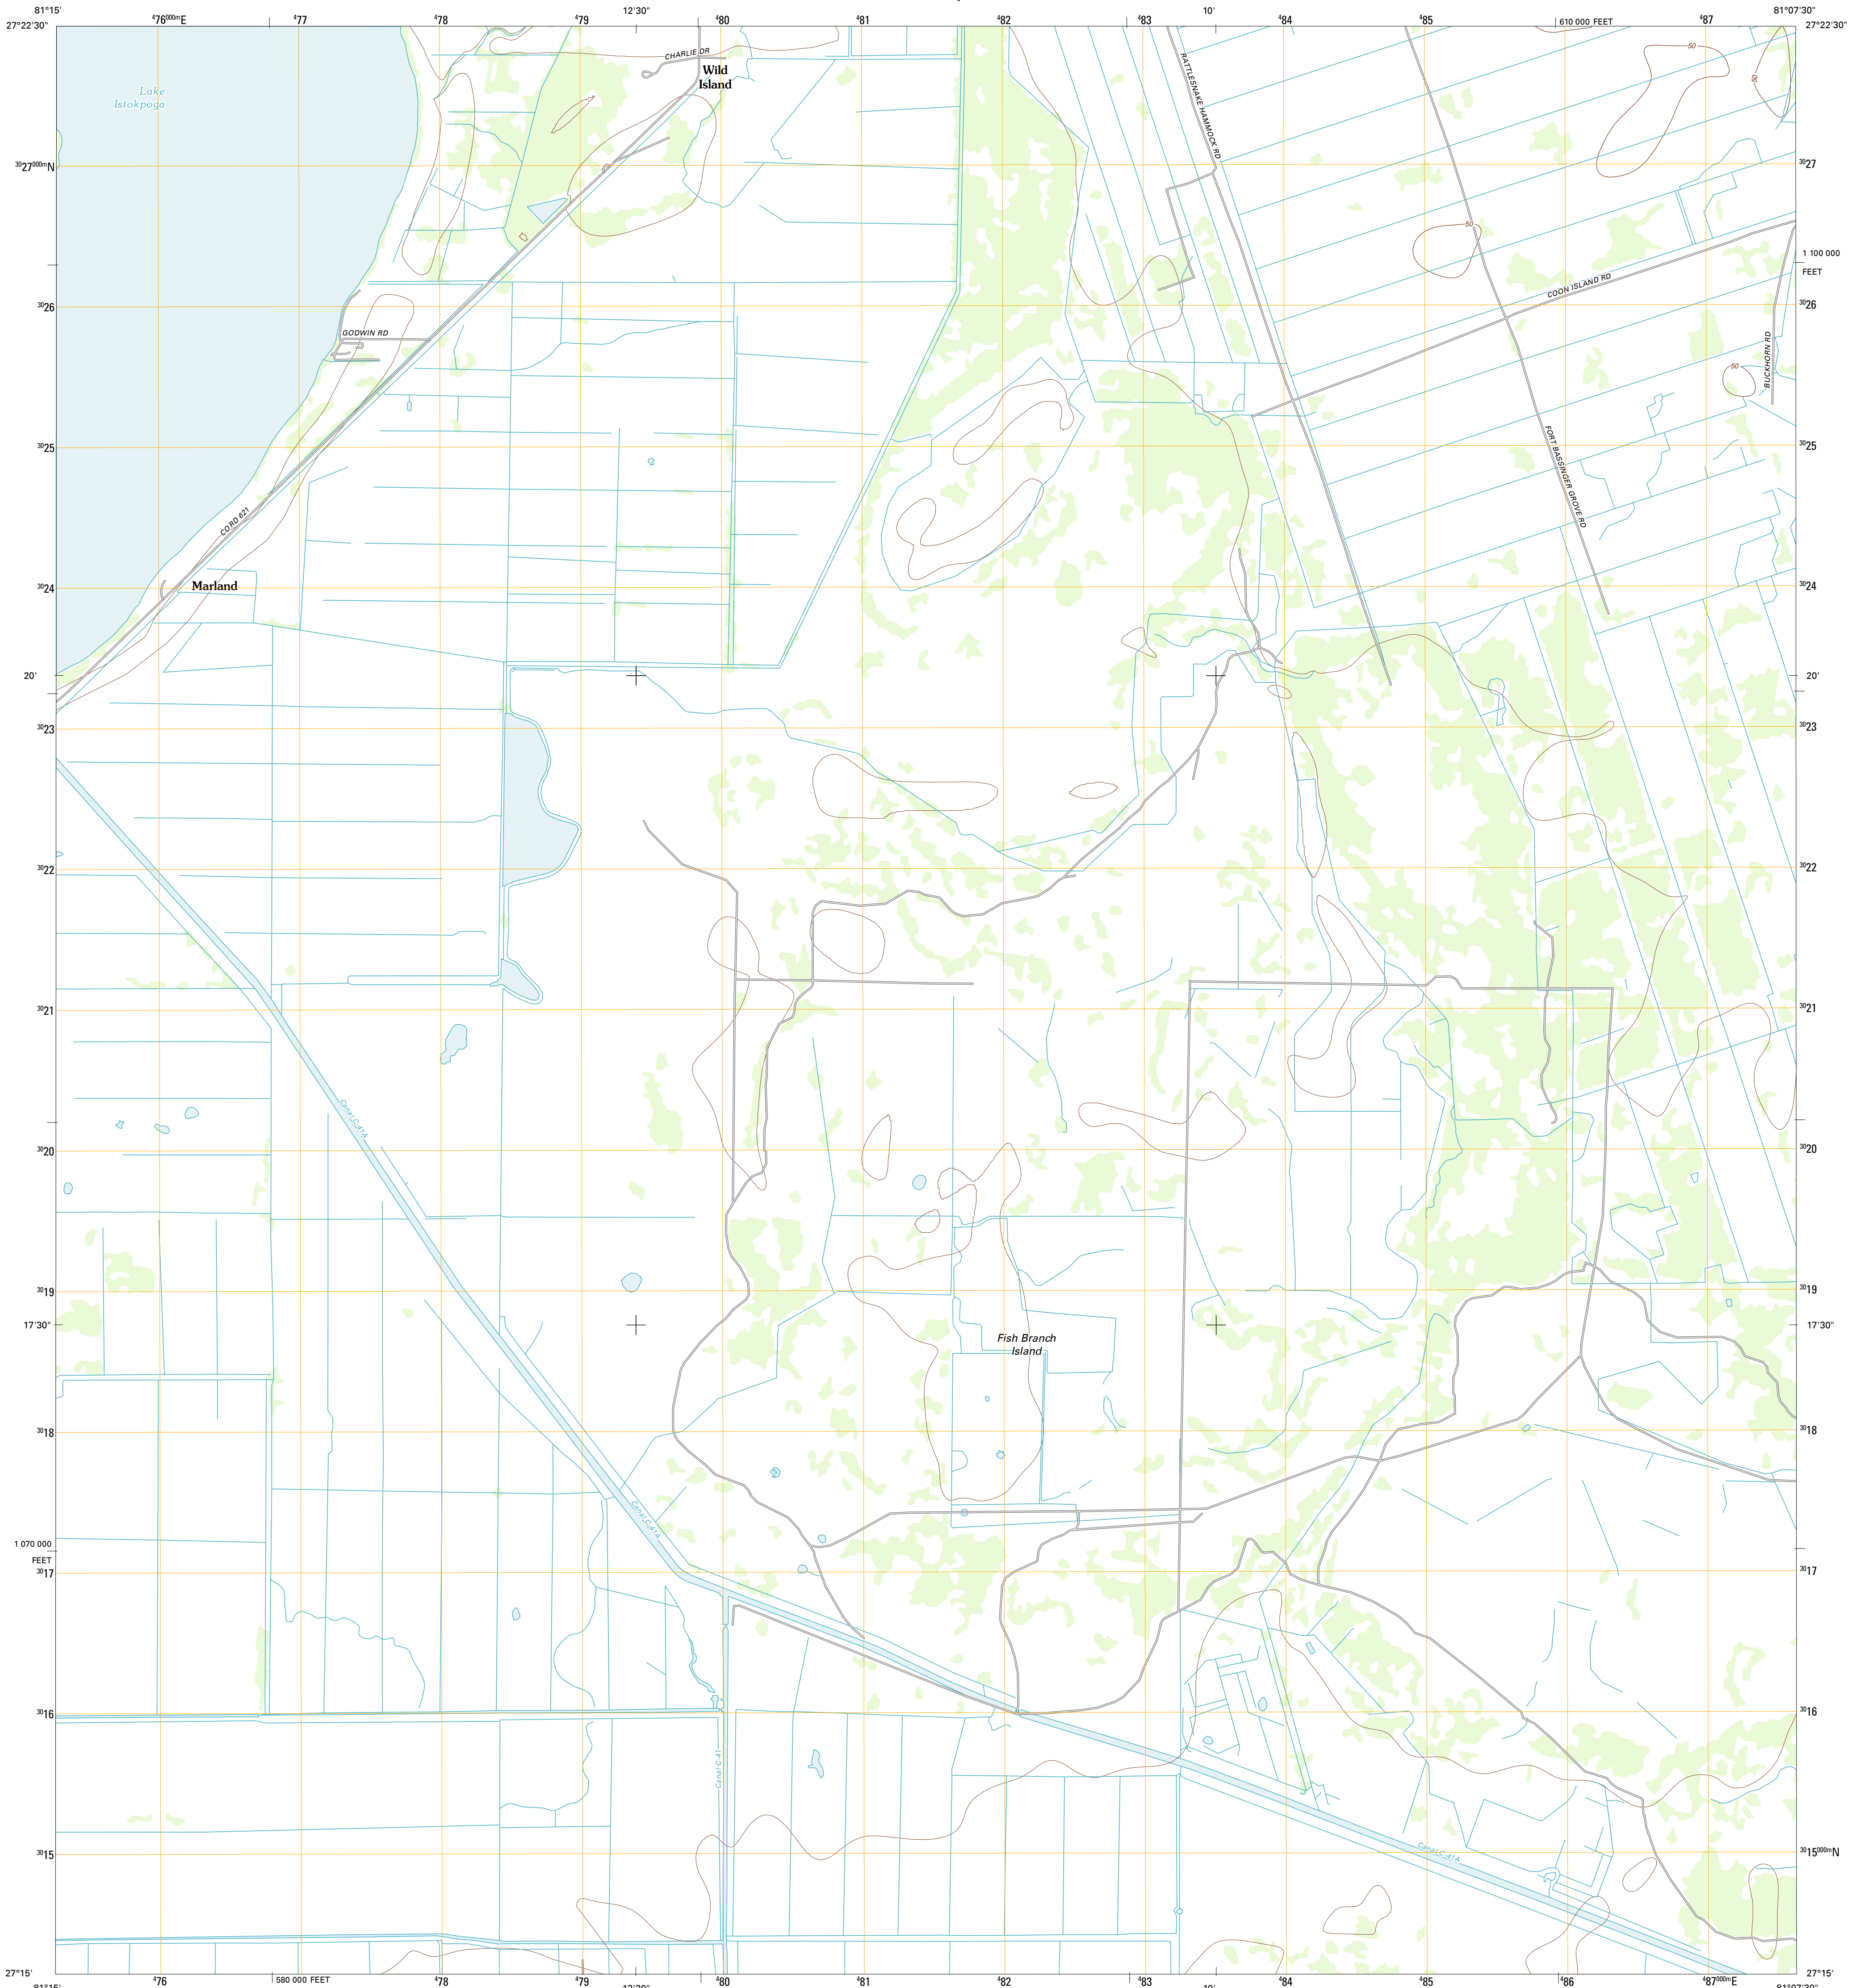 81°15'
⁴76⁰⁰⁰ᵐE
⁴77
⁴78
⁴79
12'30"
⁴80
⁴81
⁴82
⁴83
10'
⁴84
⁴85
610 000 FEET
⁴87
81°07'30"
27°22'30"
27°22'30"
CHARLIE DR
Wild
Island
RATTLESNAKE HAMMOCK RD
50
50
Lake
Istokpoga
³⁰27⁰⁰⁰ᵐN
³⁰27
50
1 100 000
FEET
COON ISLAND RD
³⁰26
³⁰26
GODWIN RD
BUCKHORN RD
50
³⁰25
³⁰25
FORT BASSINGER GROVE RD
CO RD 621
³⁰24
Marland
³⁰24
20'
20'
³⁰23
³⁰23
³⁰22
³⁰22
³⁰21
³⁰21
Canal C-41A
³⁰20
³⁰20
³⁰19
³⁰19
17'30"
17'30"
Fish Branch
Island
³⁰18
³⁰18
Canal C-41A
1 070 000
FEET
³⁰17
³⁰17
³⁰16
³⁰16
Canal C-41
Canal C-41A
³⁰15
³⁰15⁰⁰⁰ᵐN
27°15'
27°15'
81°15'
⁴76
580 000 FEET
⁴78
⁴79
12'30"
⁴80
⁴81
⁴82
⁴83
10'
⁴84
⁴85
⁴86
⁴87⁰⁰⁰ᵐE
81°07'30"